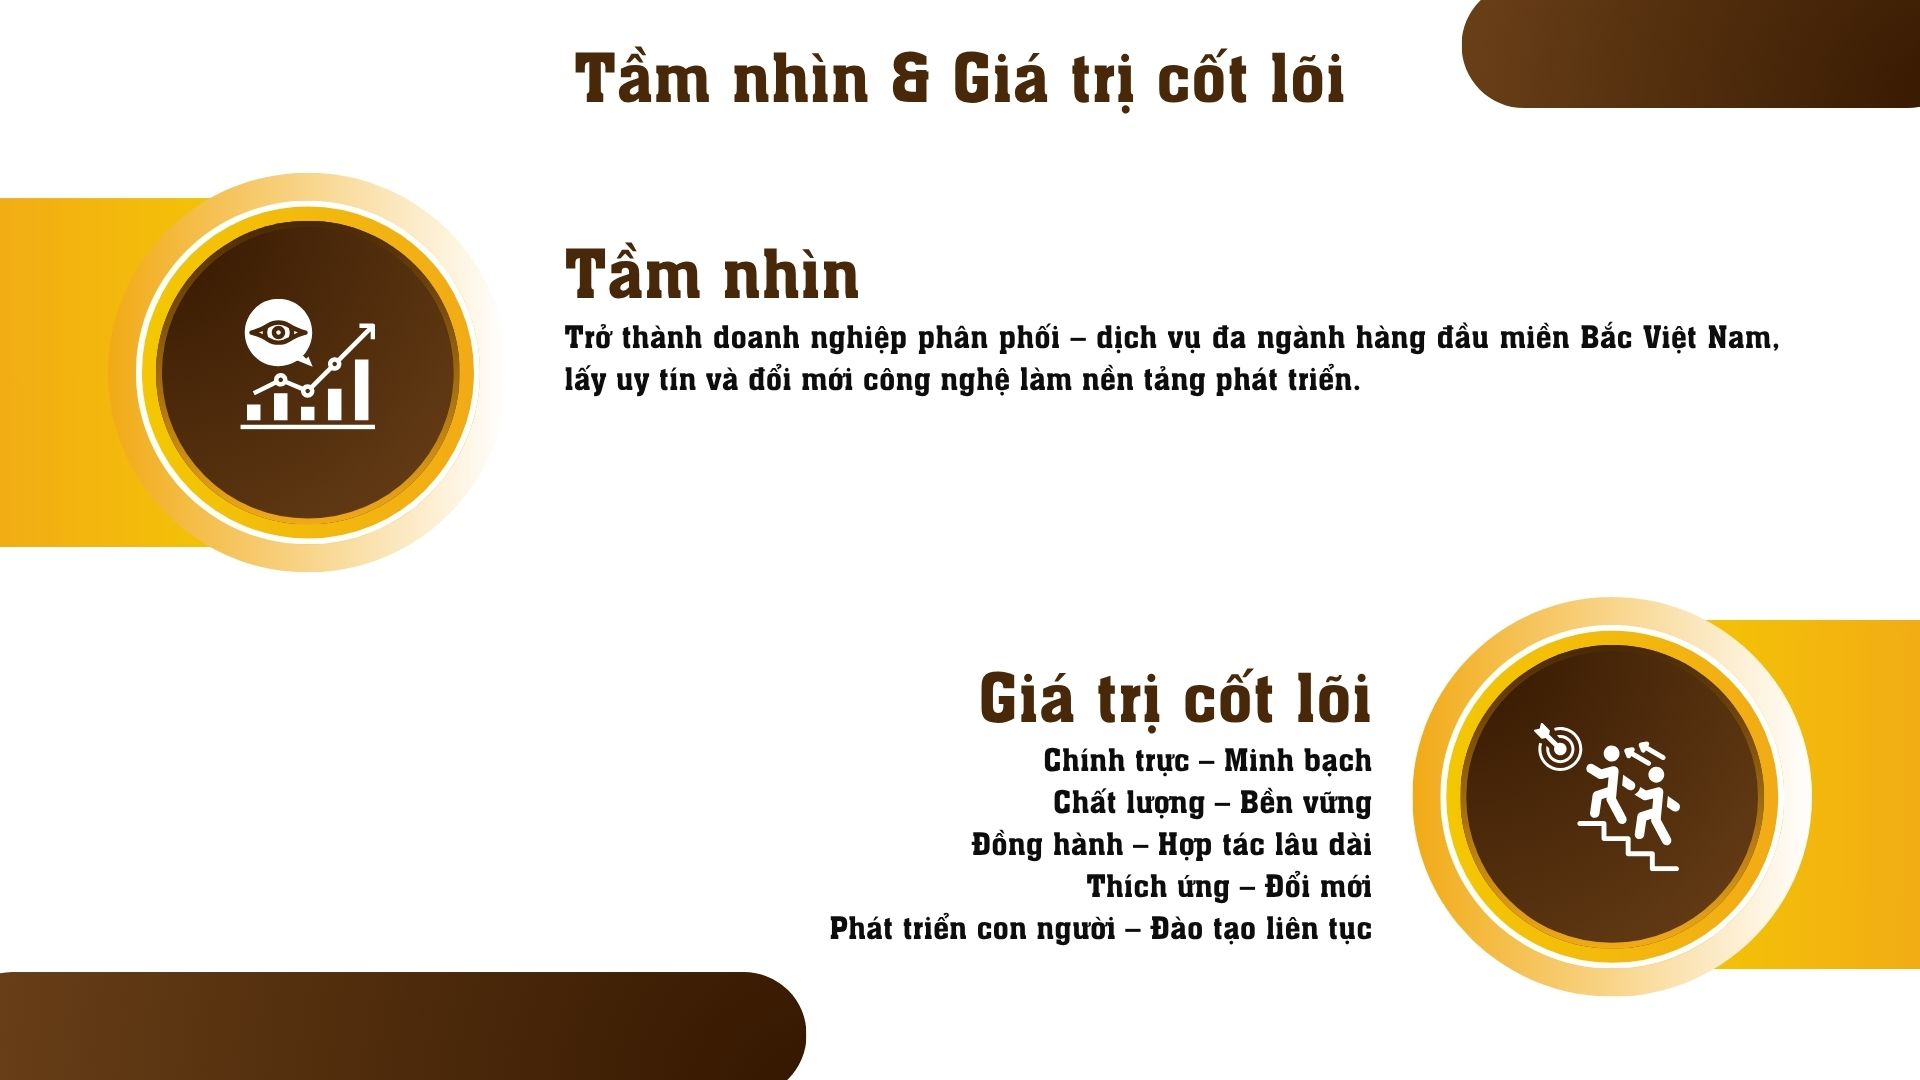 Tầm nhìn & Giá trị cốt lõi
Tầm nhìn
Trở thành doanh nghiệp phân phối – dịch vụ đa ngành hàng đầu miền Bắc Việt Nam,
lấy uy tín và đổi mới công nghệ làm nền tảng phát triển.
Giá trị cốt lõi
Chính trực – Minh bạch
Chất lượng – Bền vững
Đồng hành – Hợp tác lâu dài
Thích ứng – Đổi mới
Phát triển con người – Đào tạo liên tục